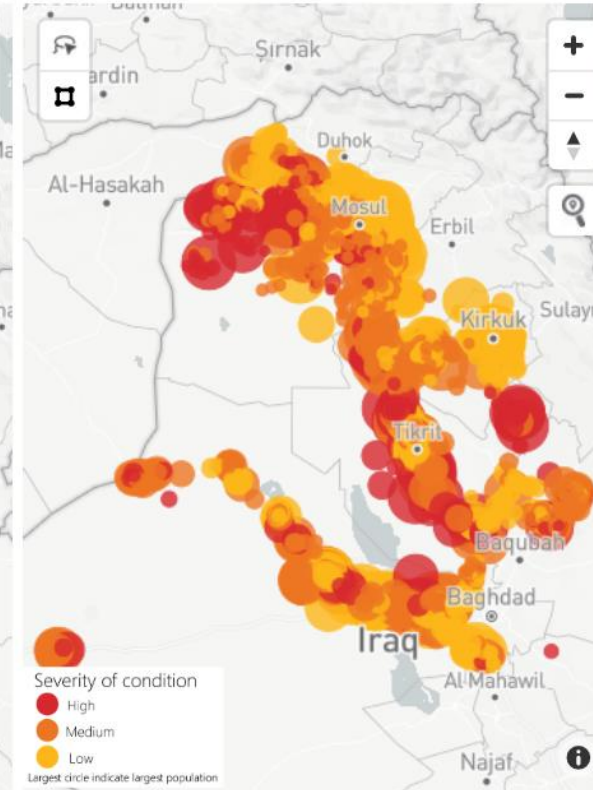 Şırnak
ardin
Duhok
Al-Hasakah
Mosul
Erbil
Kirkuk
Tikrit
Baqubah
Baghdad
Iraq
Al Mahawil
Najaf
Severity of condition
High
Medium
Low
Largest circle indicate largest population